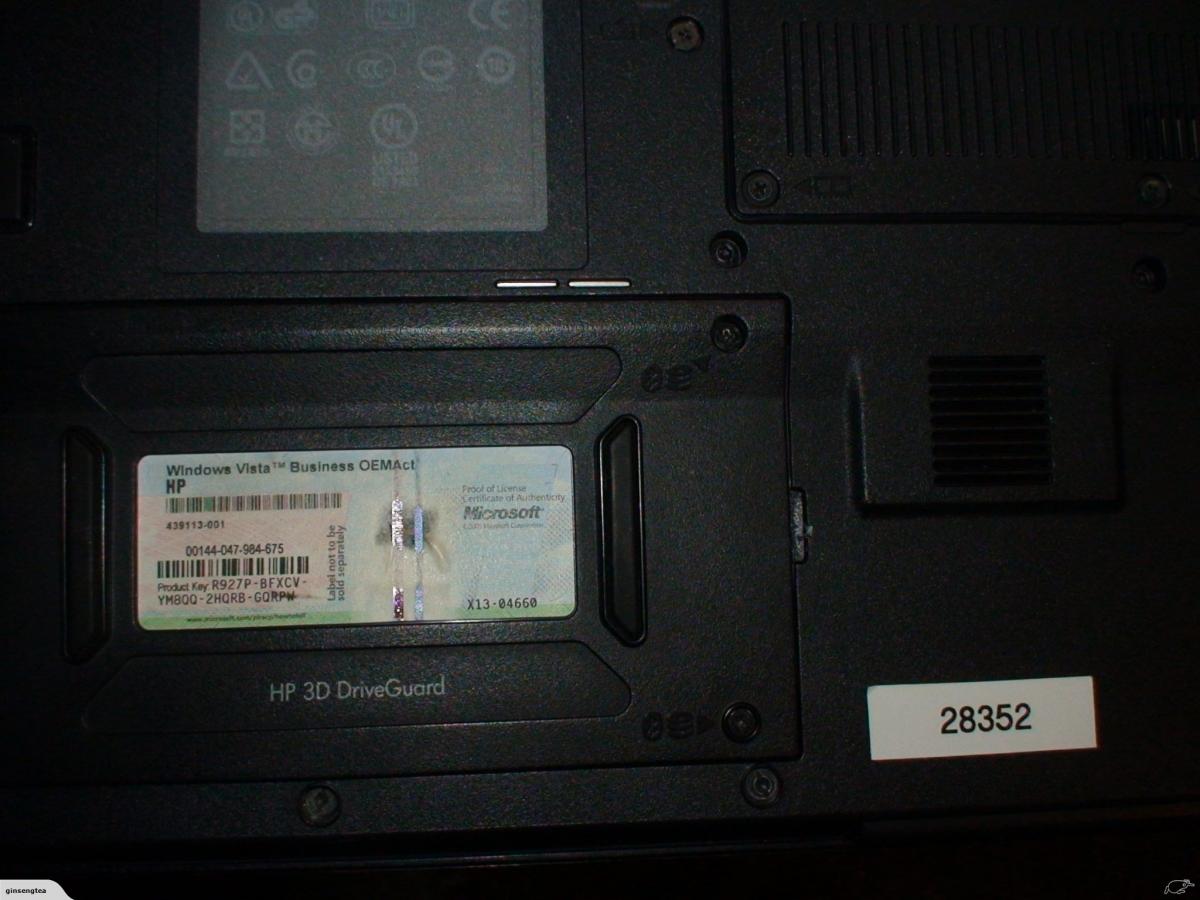 UL
LISTED
Windows Vista™ Business OEMAct
HP
439113-001
00144-047-984-675
Product Key: R927P-BFXCV-
YM8QQ-2HQRB-GQRPW
Label not to be
sold separately
Proof of License
Certificate of Authenticity
Microsoft
X13-04660
HP 3D DriveGuard
28352
ginsengtea